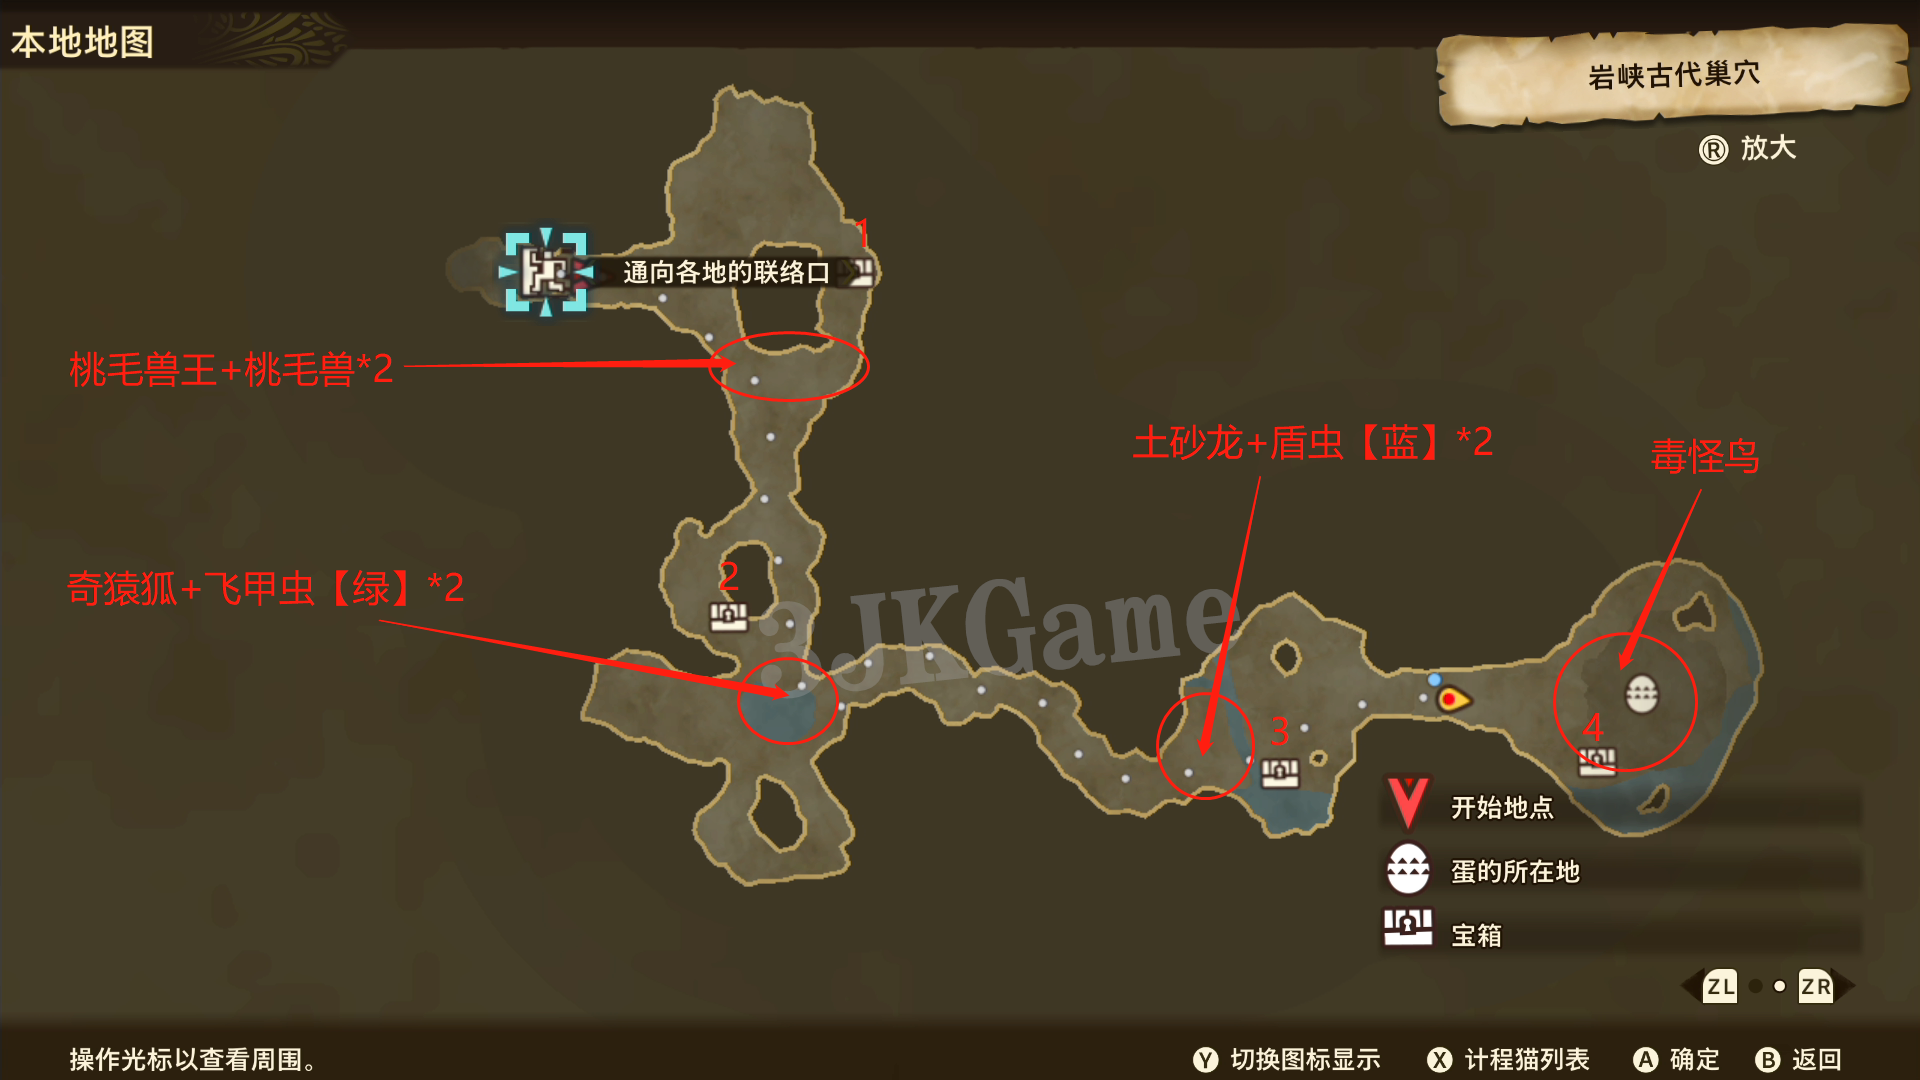 本地地图
岩峡古代巢穴
R 放大
1
通向各地的联络口
桃毛兽王+桃毛兽*2
土砂龙+盾虫【蓝】*2
毒怪鸟
奇猿狐+飞甲虫【绿】*2
2
3JKGame
3
4
开始地点
蛋的所在地
宝箱
ZL ZR
操作光标以查看周围。
Y 切换图标显示 X 计程猫列表 A 确定 B 返回